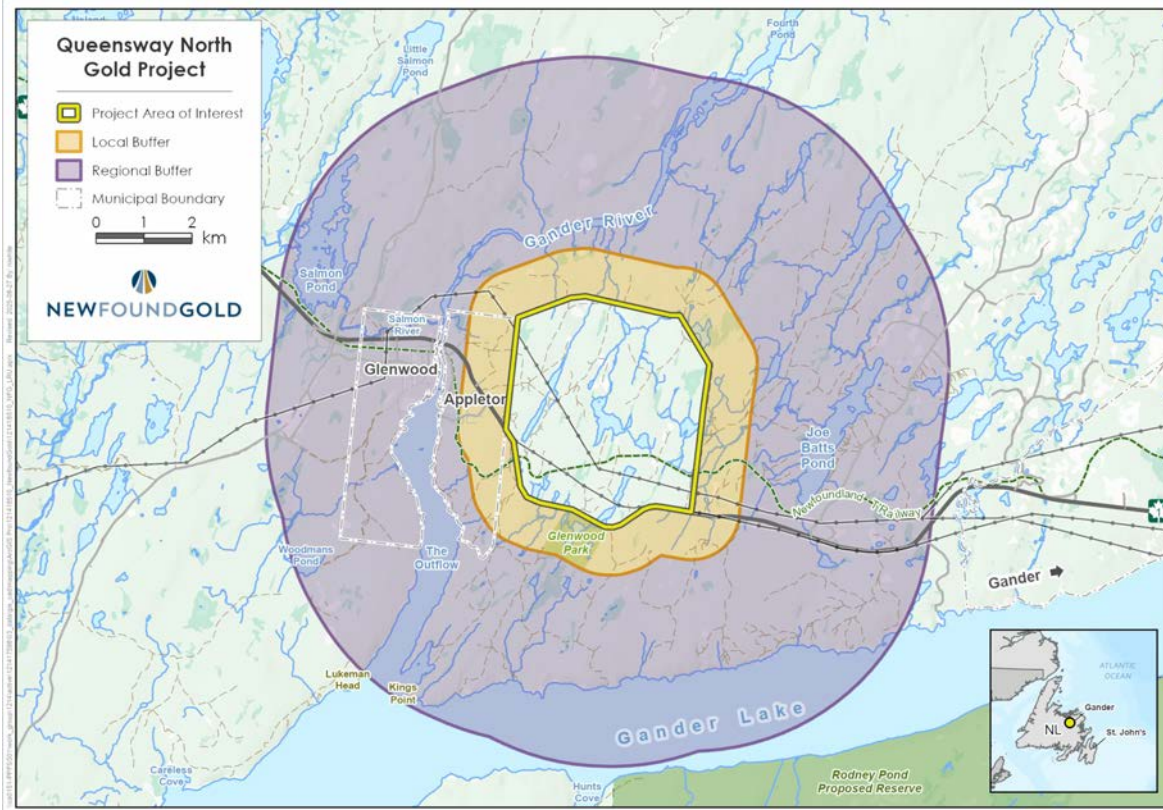 Queensway North
Gold Project
Project Area of Interest
Local Buffer
Regional Buffer
Municipal Boundary
0 1 2
km
NEWFOUNDGOLD
Little
Salmon
Pond
Fourth
Pond
Gander River
Salmon
Pond
Salmon
River
Glenwood
Appleton
Joe
Batts
Pond
Newfoundland T'Railway
Glenwood
Park
Woodmans
Pond
The
Outflow
Gander
Lukeman
Head
Kings
Point
Gander Lake
Careless
Cove
Hunts
Cove
Rodney Pond
Proposed Reserve
ATLANTIC
OCEAN
Gander
NL
St. John's